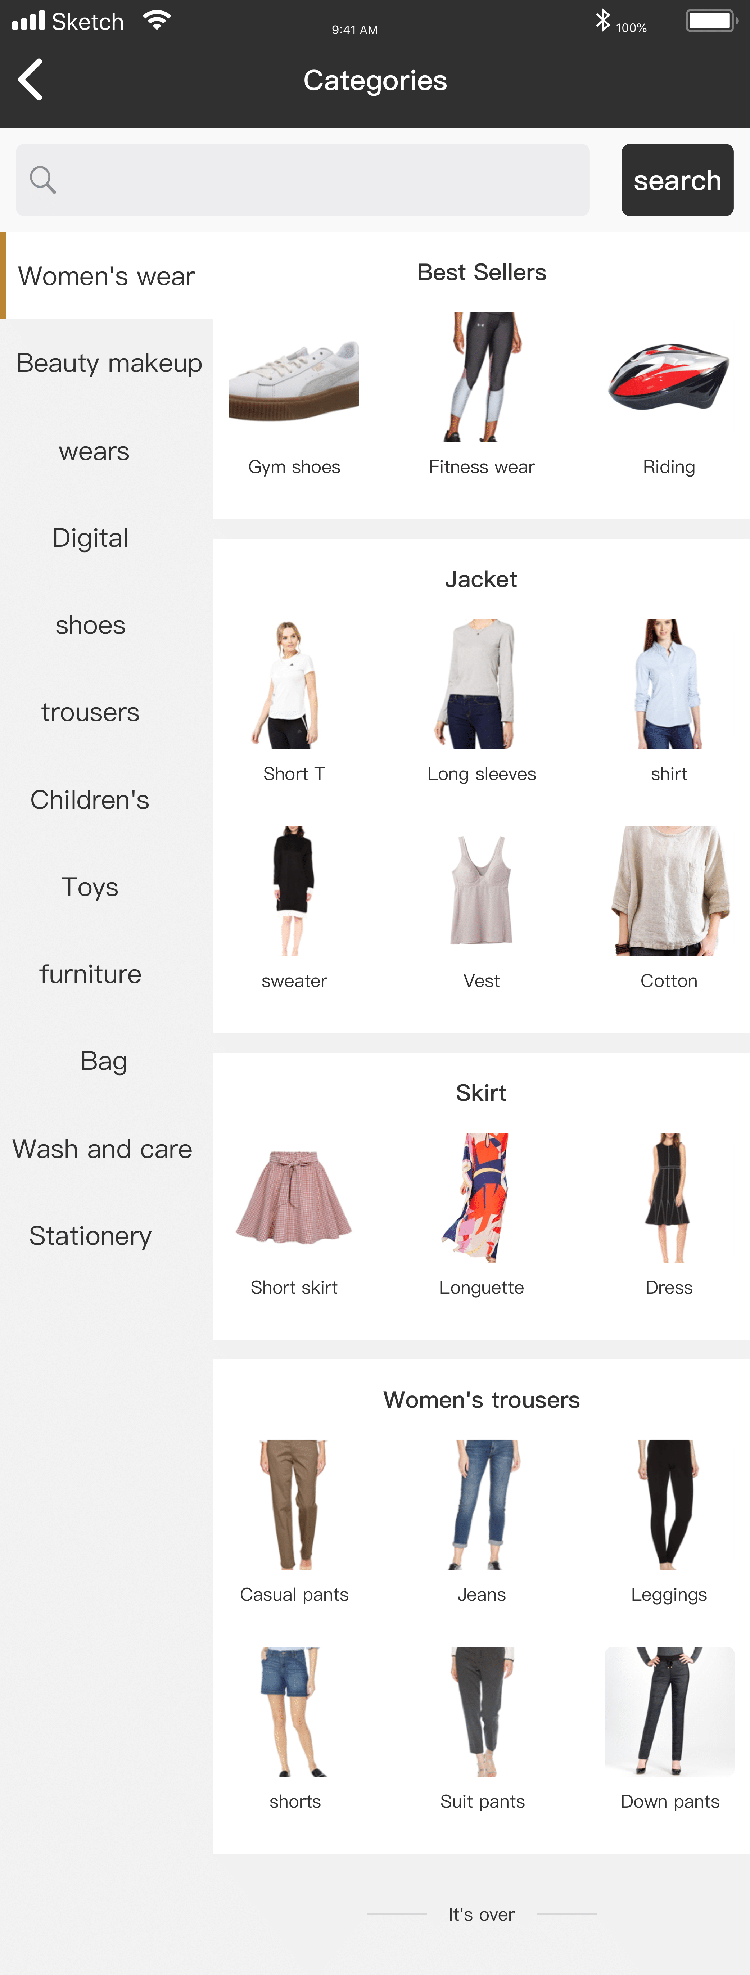 Sketch
9:41 AM
100%
Categories
search
Women's wear
Beauty makeup
wears
Digital
shoes
trousers
Children's
Toys
furniture
Bag
Wash and care
Stationery
Best Sellers
Gym shoes Fitness wear Riding
Jacket
Short T Long sleeves shirt
sweater Vest Cotton
Skirt
Short skirt Longuette Dress
Women's trousers
Casual pants Jeans Leggings
shorts Suit pants Down pants
It's over